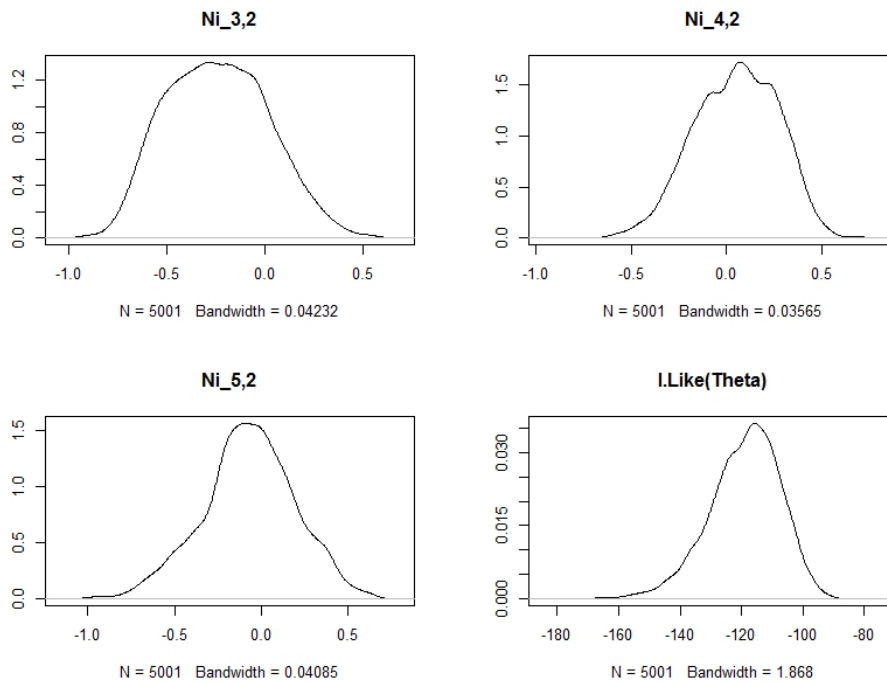 Ni_3,2
Ni_4,2
0.0 0.4 0.8 1.2
0.0 0.5 1.0 1.5
-1.0 -0.5 0.0 0.5
-1.0 -0.5 0.0 0.5
N = 5001 Bandwidth = 0.04232
N = 5001 Bandwidth = 0.03565
Ni_5,2
l.Like(Theta)
0.0 0.5 1.0 1.5
0.000 0.015 0.030
-1.0 -0.5 0.0 0.5
-180 -160 -140 -120 -100 -80
N = 5001 Bandwidth = 0.04085
N = 5001 Bandwidth = 1.868